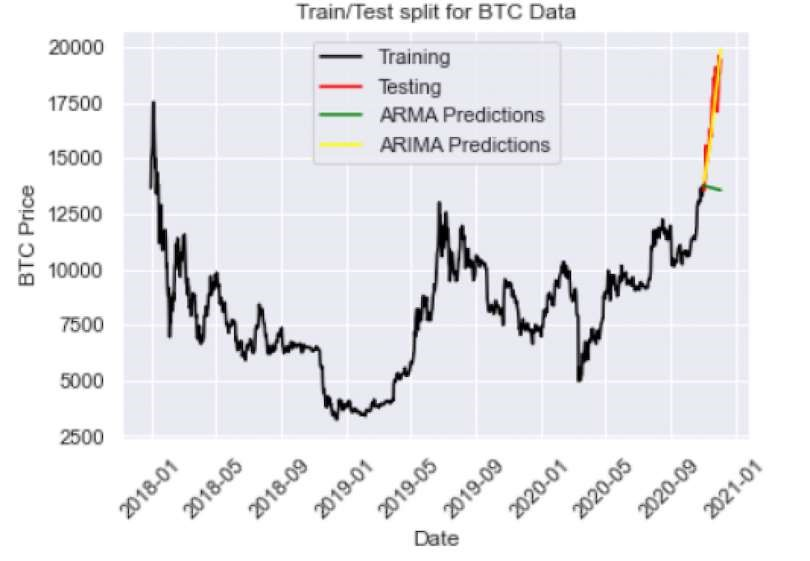 Train/Test split for BTC Data
20000
17500
15000
12500
10000
7500
5000
2500
BTC Price
Training
Testing
ARMA Predictions
ARIMA Predictions
2018-01
2018-05
2018-09
2019-01
2019-05
2019-09
2020-01
2020-05
2020-09
2021-01
Date